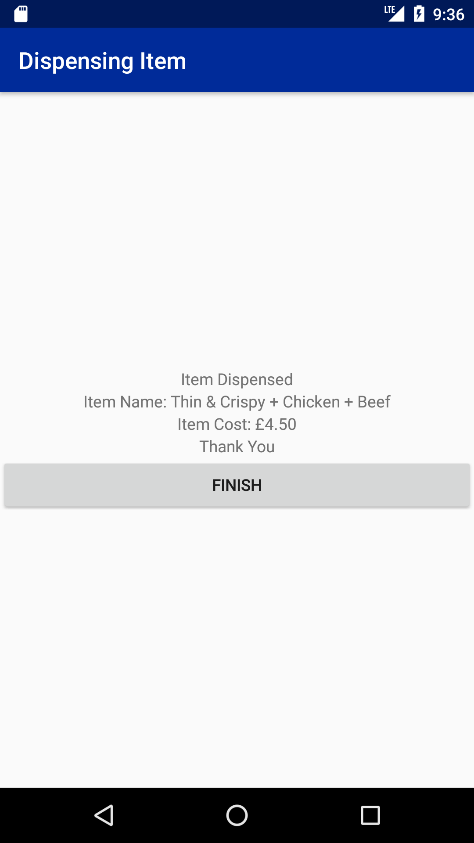 LTE 9:36
Dispensing Item
Item Dispensed
Item Name: Thin & Crispy + Chicken + Beef
Item Cost: £4.50
Thank You
FINISH